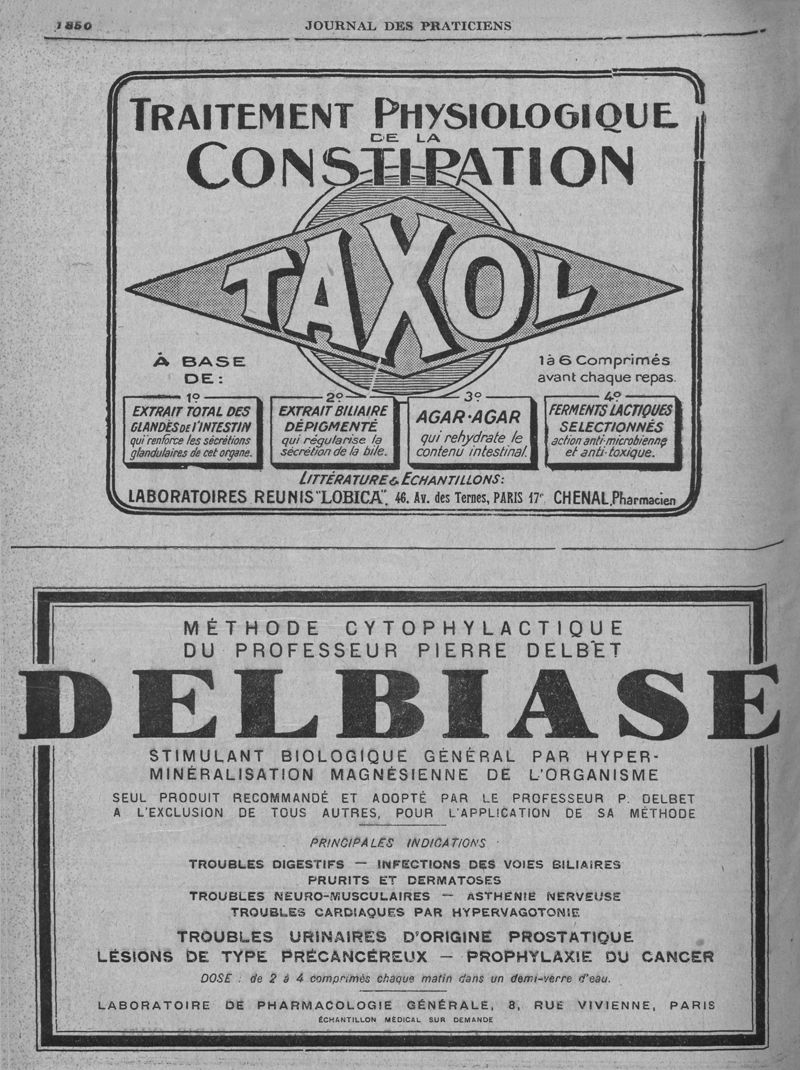 1850
JOURNAL DES PRATICIENS
TRAITEMENT PHYSIOLOGIQUE
DE LA
CONSTIPATION
TAXOL
À BASE
DE:
1à 6 Comprimés
avant chaque repas.
1º
EXTRAIT TOTAL DES
GLANDES de l'INTESTIN
qui renforce les sécrétions
glandulaires de cet organe.
2º
EXTRAIT BILIAIRE
DÉPIGMENTÉ
qui régularise la
sécrétion de la bile.
3º
AGAR-AGAR
qui rehydrate le
contenu intestinal.
4º
FERMENTS LACTIQUES
SELECTIONNÉS
action anti-microbienne
et anti-toxique.
LITTÉRATURE & ECHANTILLONS:
LABORATOIRES REUNIS "LOBICA", 46. Av. des Ternes, PARIS 17e CHENAL, Pharmacien
MÉTHODE CYTOPHYLACTIQUE
DU PROFESSEUR PIERRE DELBET
DELBIASE
STIMULANT BIOLOGIQUE GÉNÉRAL PAR HYPER-
MINÉRALISATION MAGNÉSIENNE DE L'ORGANISME
SEUL PRODUIT RECOMMANDÉ ET ADOPTÉ PAR LE PROFESSEUR P. DELBET
A L'EXCLUSION DE TOUS AUTRES, POUR L'APPLICATION DE SA MÉTHODE
PRINCIPALES INDICATIONS
TROUBLES DIGESTIFS — INFECTIONS DES VOIES BILIAIRES
PRURITS ET DERMATOSES
TROUBLES NEURO-MUSCULAIRES — ASTHÉNIE NERVEUSE
TROUBLES CARDIAQUES PAR HYPERVAGOTONIE
TROUBLES URINAIRES D'ORIGINE PROSTATIQUE
LÉSIONS DE TYPE PRÉCANCÉREUX — PROPHYLAXIE DU CANCER
DOSE : de 2 à 4 comprimés chaque matin dans un demi-verre d'eau.
LABORATOIRE DE PHARMACOLOGIE GÉNÉRALE, 8, RUE VIVIENNE, PARIS
ÉCHANTILLON MÉDICAL SUR DEMANDE